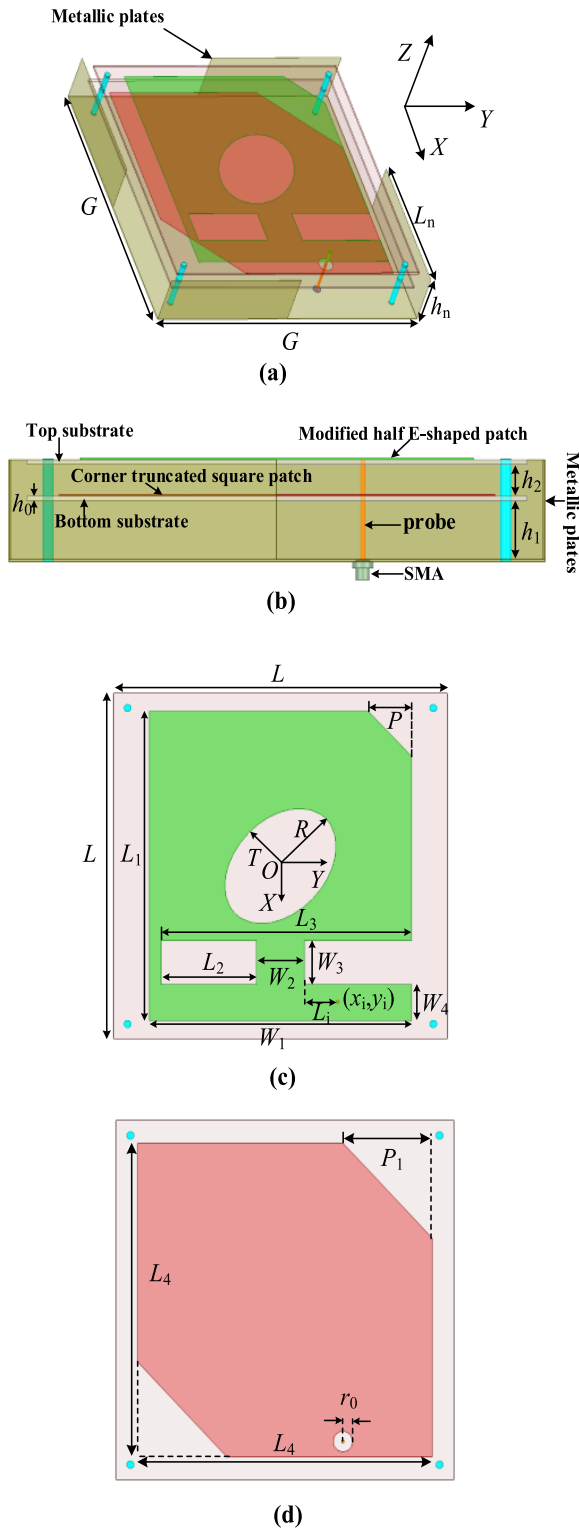 Metallic plates
Z
Y
X
G
Lₙ
hₙ
G
(a)
Top substrate
Modified half E-shaped patch
Corner truncated square patch
h₀
h₂
Bottom substrate
probe
h₁
Metallic plates
SMA
(b)
L
P
L
L₁
R
T
O
Y
X
L₃
L₂
W₂
W₃
Lᵢ
(xᵢ,yᵢ)
W₄
W₁
(c)
P₁
L₄
r₀
L₄
(d)